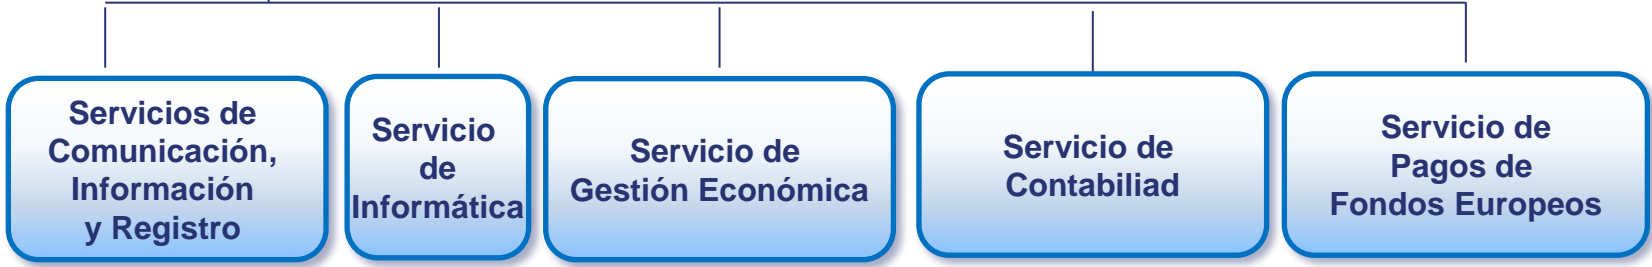 Servicios de
Comunicación,
Información
y Registro
Servicio
de
Informática
Servicio de
Gestión Económica
Servicio de
Contabiliad
Servicio de
Pagos de
Fondos Europeos